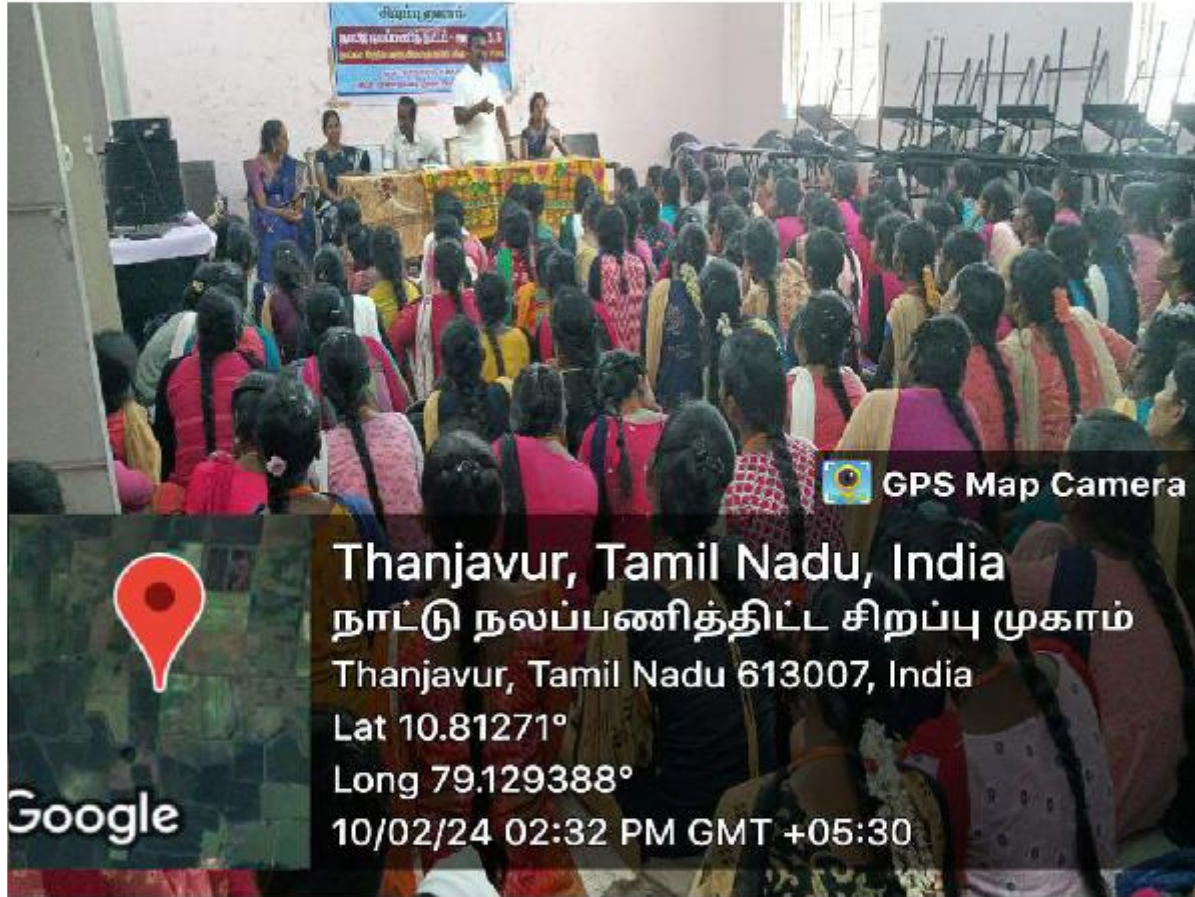 GPS Map Camera
Thanjavur, Tamil Nadu, India
நாட்டு நலப்பணித்திட்ட சிறப்பு முகாம்
Thanjavur, Tamil Nadu 613007, India
Lat 10.81271°
Long 79.129388°
10/02/24 02:32 PM GMT +05:30
Google